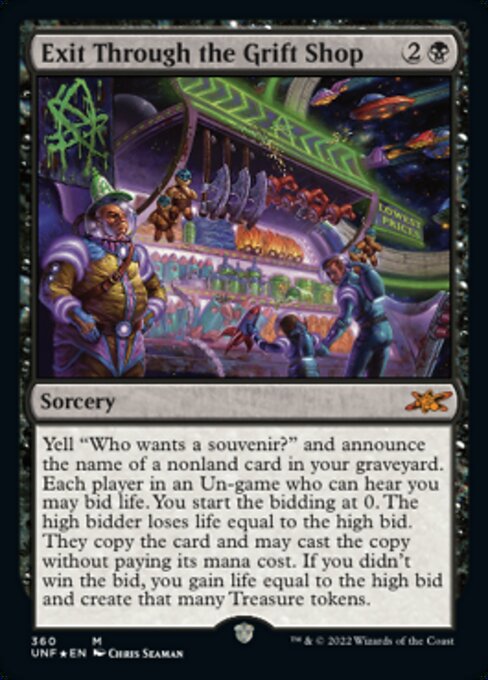 Exit Through the Grift Shop 2
LOWEST
PRICES
Sorcery
Yell “Who wants a souvenir?” and announce
the name of a nonland card in your graveyard.
Each player in an Un-game who can hear you
may bid life. You start the bidding at 0. The
high bidder loses life equal to the high bid.
They copy the card and may cast the copy
without paying its mana cost. If you didn’t
win the bid, you gain life equal to the high bid
and create that many Treasure tokens.
360 M
UNF★EN Chris Seaman
™ & © 2022 Wizards of the Coast